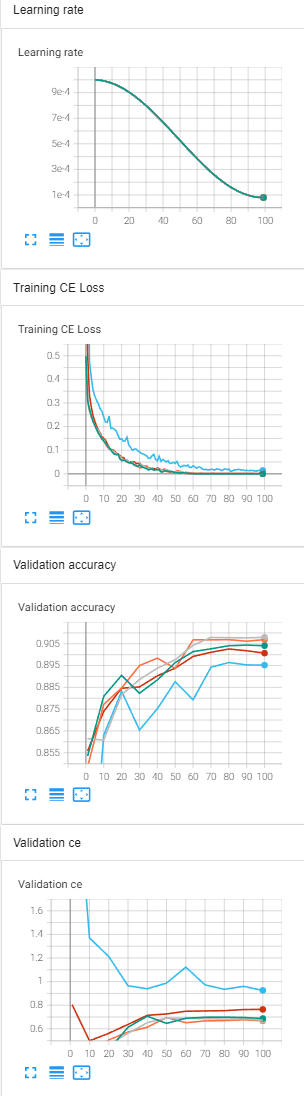 Learning rate
Learning rate
9e-4
7e-4
5e-4
3e-4
1e-4
0 20 40 60 80 100
Training CE Loss
Training CE Loss
0.5
0.4
0.3
0.2
0.1
0
0 10 20 30 40 50 60 70 80 90 100
Validation accuracy
Validation accuracy
0.905
0.895
0.885
0.875
0.865
0.855
0 10 20 30 40 50 60 70 80 90 100
Validation ce
Validation ce
1.6
1.4
1.2
1
0.8
0.6
0 10 20 30 40 50 60 70 80 90 100